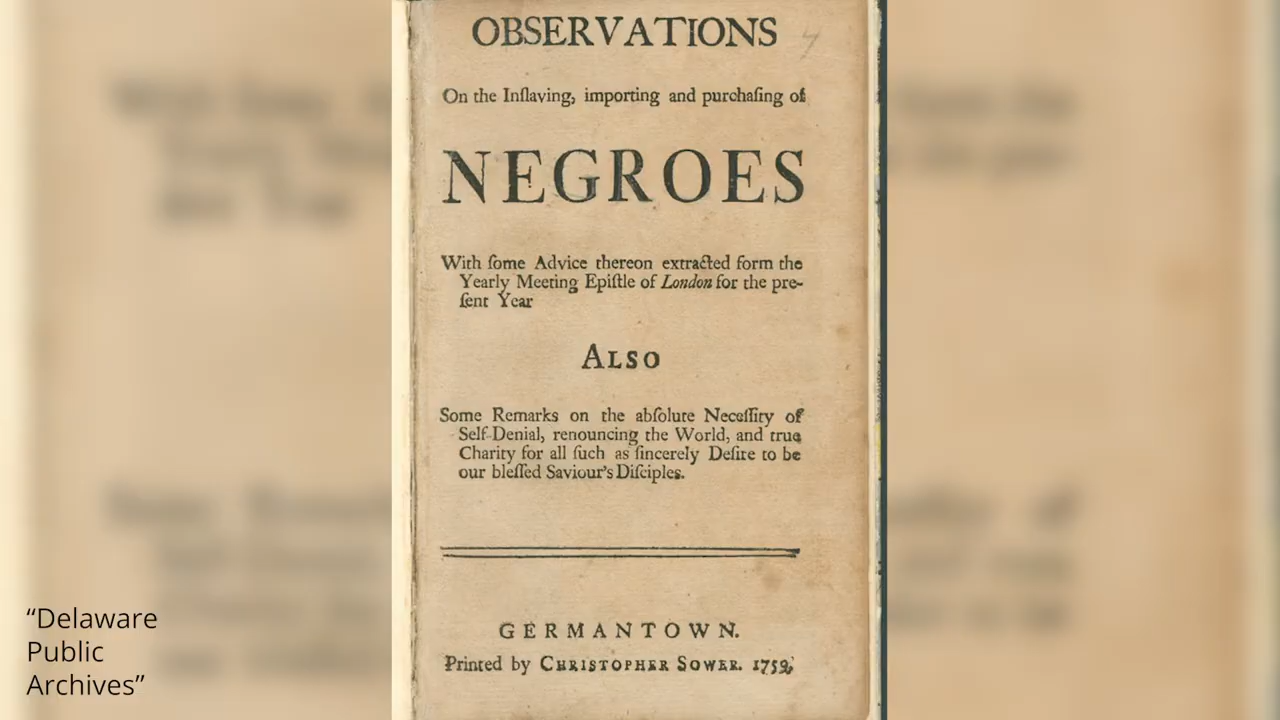 OBSERVATIONS
On the Inſlaving, importing and purchaſing of
NEGROES
With ſome Advice thereon extracted form the
Yearly Meeting Epiſtle of London for the pre-
ſent Year
ALSO
Some Remarks on the abſolute Neceſſity of
Self-Denial, renouncing the World, and true
Charity for all ſuch as ſincerely Deſire to be
our bleſſed Saviour's Diſciples.
GERMANTOWN.
Printed by CHRISTOPHER SOWER. 1759.
“Delaware
Public
Archives”